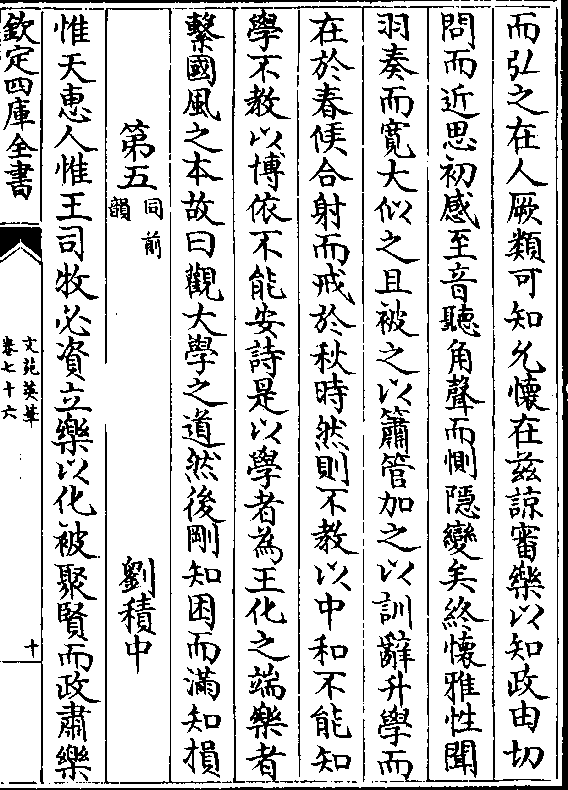 而弘之在人厥類可知允懷在兹諒審樂以知政由切
問而近思初感至音聽角聲而惻隱變矣終懷雅性聞
羽奏而寛大似之且被之以簫管加之以訓辭升學而
在於春侯合射而戒於秋時然則不教以中和不能知
學不教以博依不能安詩是以學者為王化之端樂者
繫國風之本故曰觀大學之道然後剛知困而滿知損
第五 同前韻 劉積中
惟天惠人惟王司牧必資立樂以化被聚賢而政肅樂
欽定四庫全書
文苑英華
卷七十六
十